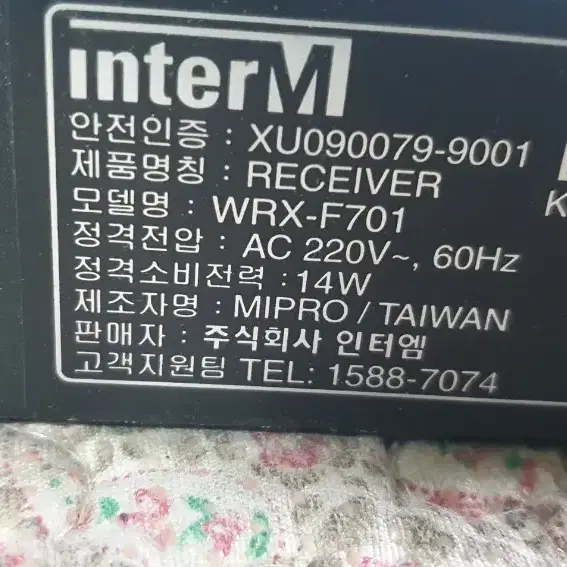 interM
안전인증 : XU090079-9001
제품명칭 : RECEIVER
모델명 : WRX-F701
정격전압 : AC 220V~, 60Hz
정격소비전력 :14W
제조자명 : MIPRO / TAIWAN
판매자 : 주식회사 인터엠
고객지원팀 TEL: 1588-7074
K